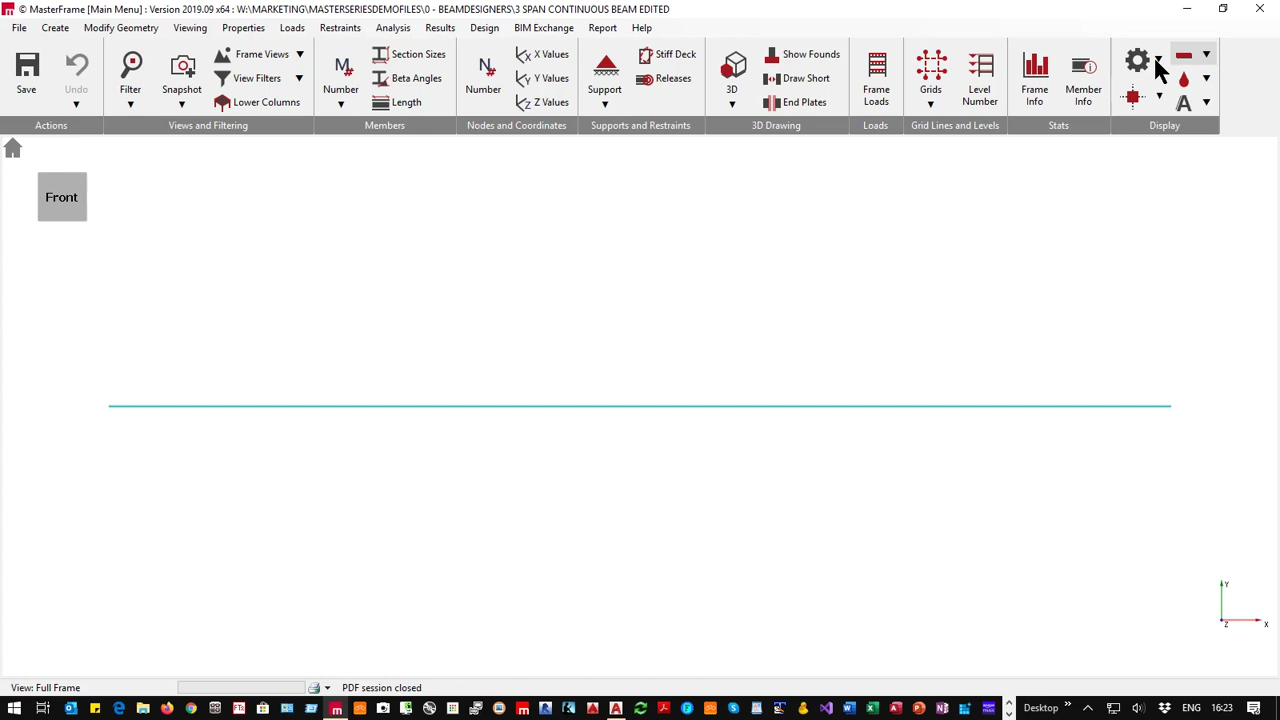 © MasterFrame [Main Menu] : Version 2019.09 x64 : W:\MARKETING\MASTERSERIESDEMOFILES\0 - BEAMDESIGNERS\3 SPAN CONTINUOUS BEAM EDITED
File Create Modify Geometry Viewing Properties Loads Restraints Analysis Results Design BIM Exchange Report Help
Frame Views Section Sizes X Values Stiff Deck Show Founds
View Filters Beta Angles Y Values Releases Draw Short
Save Undo Filter Snapshot Lower Columns Number Length Number Z Values Support 3D End Plates Frame Loads Grids Level Number Frame Info Member Info
Actions Views and Filtering Members Nodes and Coordinates Supports and Restraints 3D Drawing Loads Grid Lines and Levels Stats Display
Front
Y
Z X
View: Full Frame PDF session closed
Desktop ENG 16:23